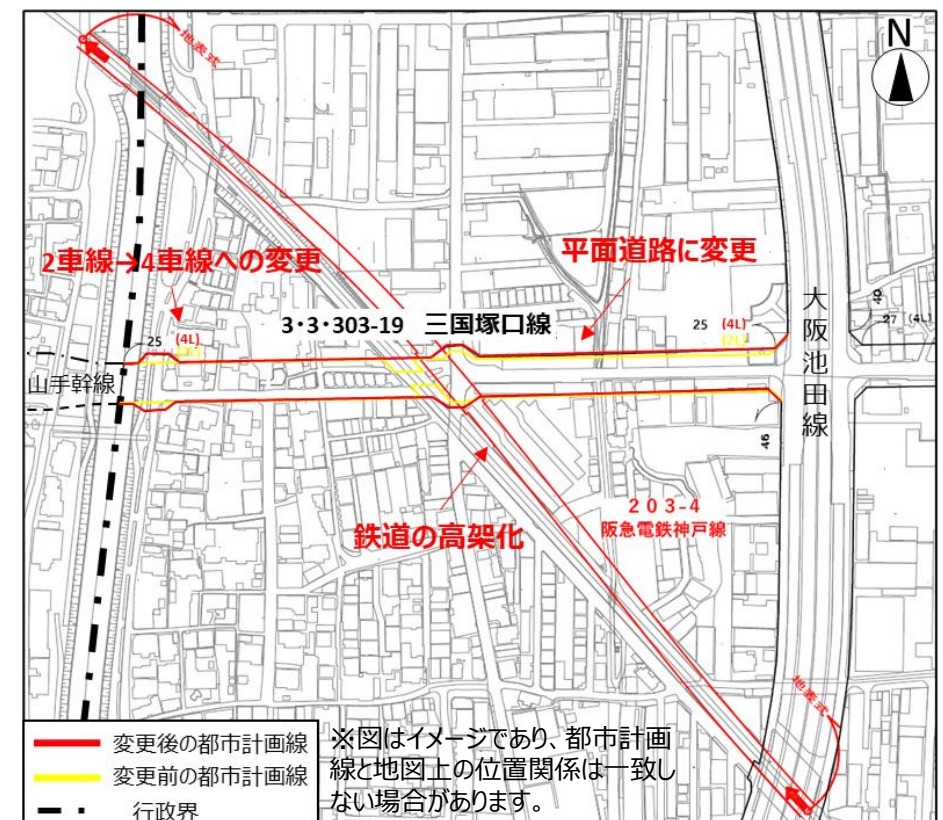 N
地表式
2車線→4車線への変更
平面道路に変更
3・3・303-19 三国塚口線
25 (4L)
(2L)
25 (4L)
(2L)
大阪池田線
40
27 (4L)
山手幹線
46
203-4
阪急電鉄神戸線
鉄道の高架化
地表式
変更後の都市計画線
変更前の都市計画線
行政界
※図はイメージであり、都市計画
線と地図上の位置関係は一致し
ない場合があります。